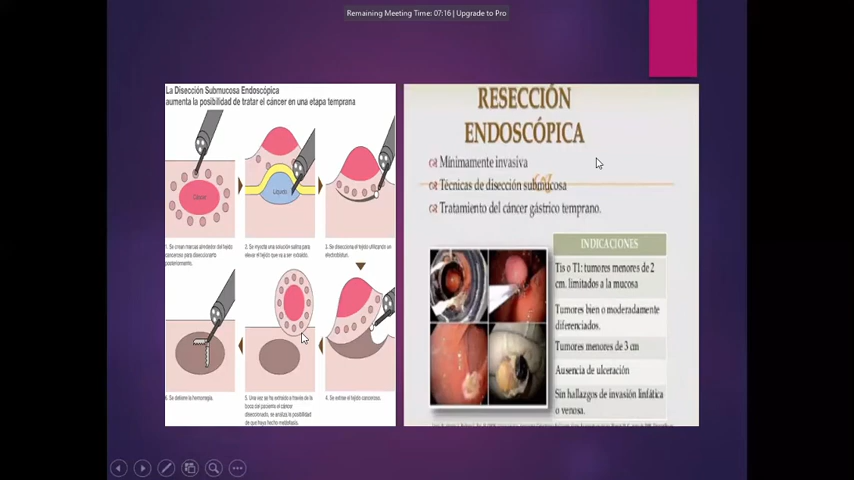 Remaining Meeting Time: 07:16 | Upgrade to Pro
La Disección Submucosa Endoscópica
aumenta la posibilidad de tratar el cáncer en una etapa temprana
Cáncer
Líquido
1. Se crean marcas alrededor del tejido
canceroso para diseccionarlo
posteriormente.
2. Se inyecta una solución salina para
elevar el tejido que va a ser extraído.
3. Se disecciona el tejido utilizando un
electrobisturí.
6. Se detiene la hemorragia.
5. Una vez se ha extraído a través de la
boca del paciente el cáncer
diseccionado, se analiza la posibilidad
de que haya hecho metástasis.
4. Se extrae el tejido canceroso.
RESECCIÓN
ENDOSCÓPICA
Mínimamente invasiva
Técnicas de disección submucosa
Tratamiento del cáncer gástrico temprano.
INDICACIONES
Tis o T1: tumores menores de 2
cm. limitados a la mucosa
Tumores bien o moderadamente
diferenciados.
Tumores menores de 3 cm
Ausencia de ulceración
Sin hallazgos de invasión linfática
o venosa.